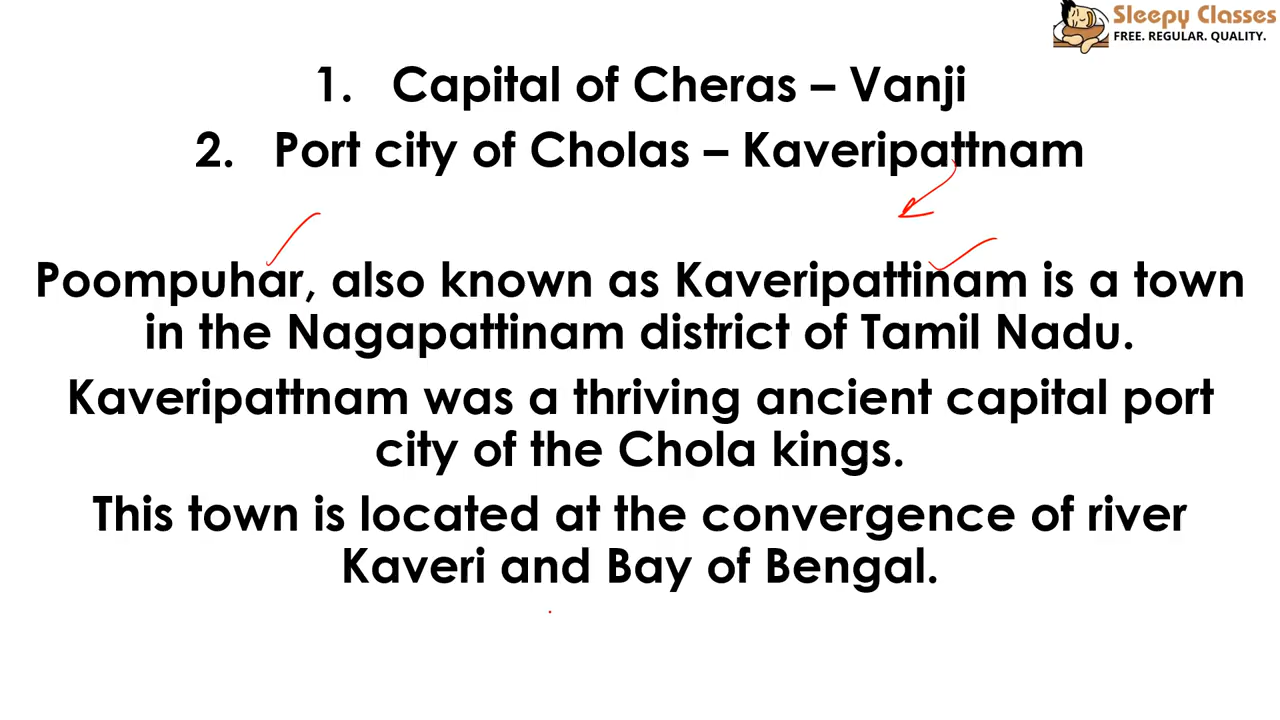 Sleepy Classes
FREE. REGULAR. QUALITY.
1. Capital of Cheras – Vanji
2. Port city of Cholas – Kaveripattnam
Poompuhar, also known as Kaveripattinam is a town
in the Nagapattinam district of Tamil Nadu.
Kaveripattnam was a thriving ancient capital port
city of the Chola kings.
This town is located at the convergence of river
Kaveri and Bay of Bengal.